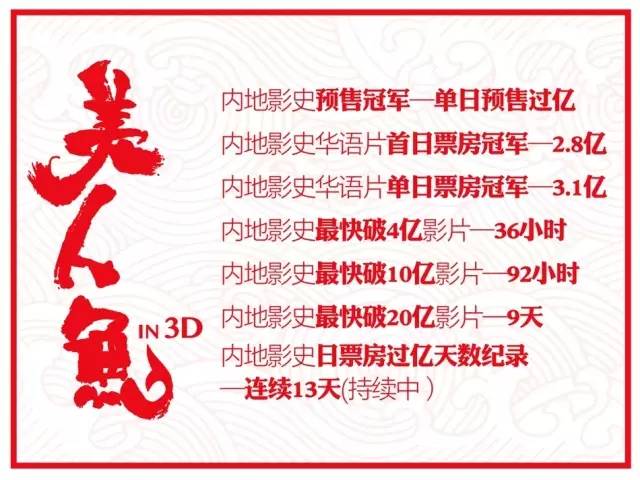 美人鱼
IN 3D
内地影史预售冠军—单日预售过亿
内地影史华语片首日票房冠军—2.8亿
内地影史华语片单日票房冠军—3.1亿
内地影史最快破4亿影片—36小时
内地影史最快破10亿影片—92小时
内地影史最快破20亿影片—9天
内地影史日票房过亿天数纪录
—连续13天(持续中）